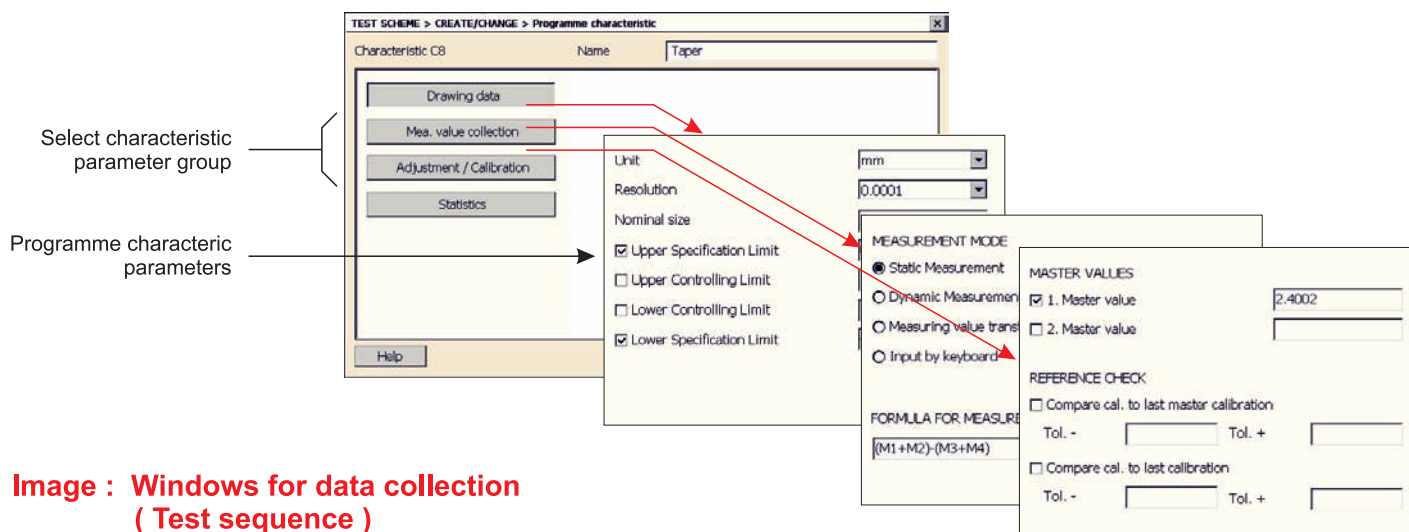 TEST SCHEME > CREATE/CHANGE > Programme characteristic
Characteristic C8 Name Taper
Drawing data
Mea. value collection
Adjustment / Calibration
Statistics
Help
Select characteristic
parameter group
Programme characteric
parameters
Unit mm
Resolution 0.0001
Nominal size
Upper Specification Limit
Upper Controlling Limit
Lower Controlling Limit
Lower Specification Limit
MEASUREMENT MODE
Static Measurement
Dynamic Measuremen
Measuring value trans
Input by keyboard
FORMULA FOR MEASURE
(M1+M2)-(M3+M4)
MASTER VALUES
1. Master value 2.4002
2. Master value
REFERENCE CHECK
Compare cal. to last master calibration
Tol. - Tol. +
Compare cal. to last calibration
Tol. - Tol. +
Image : Windows for data collection
( Test sequence )